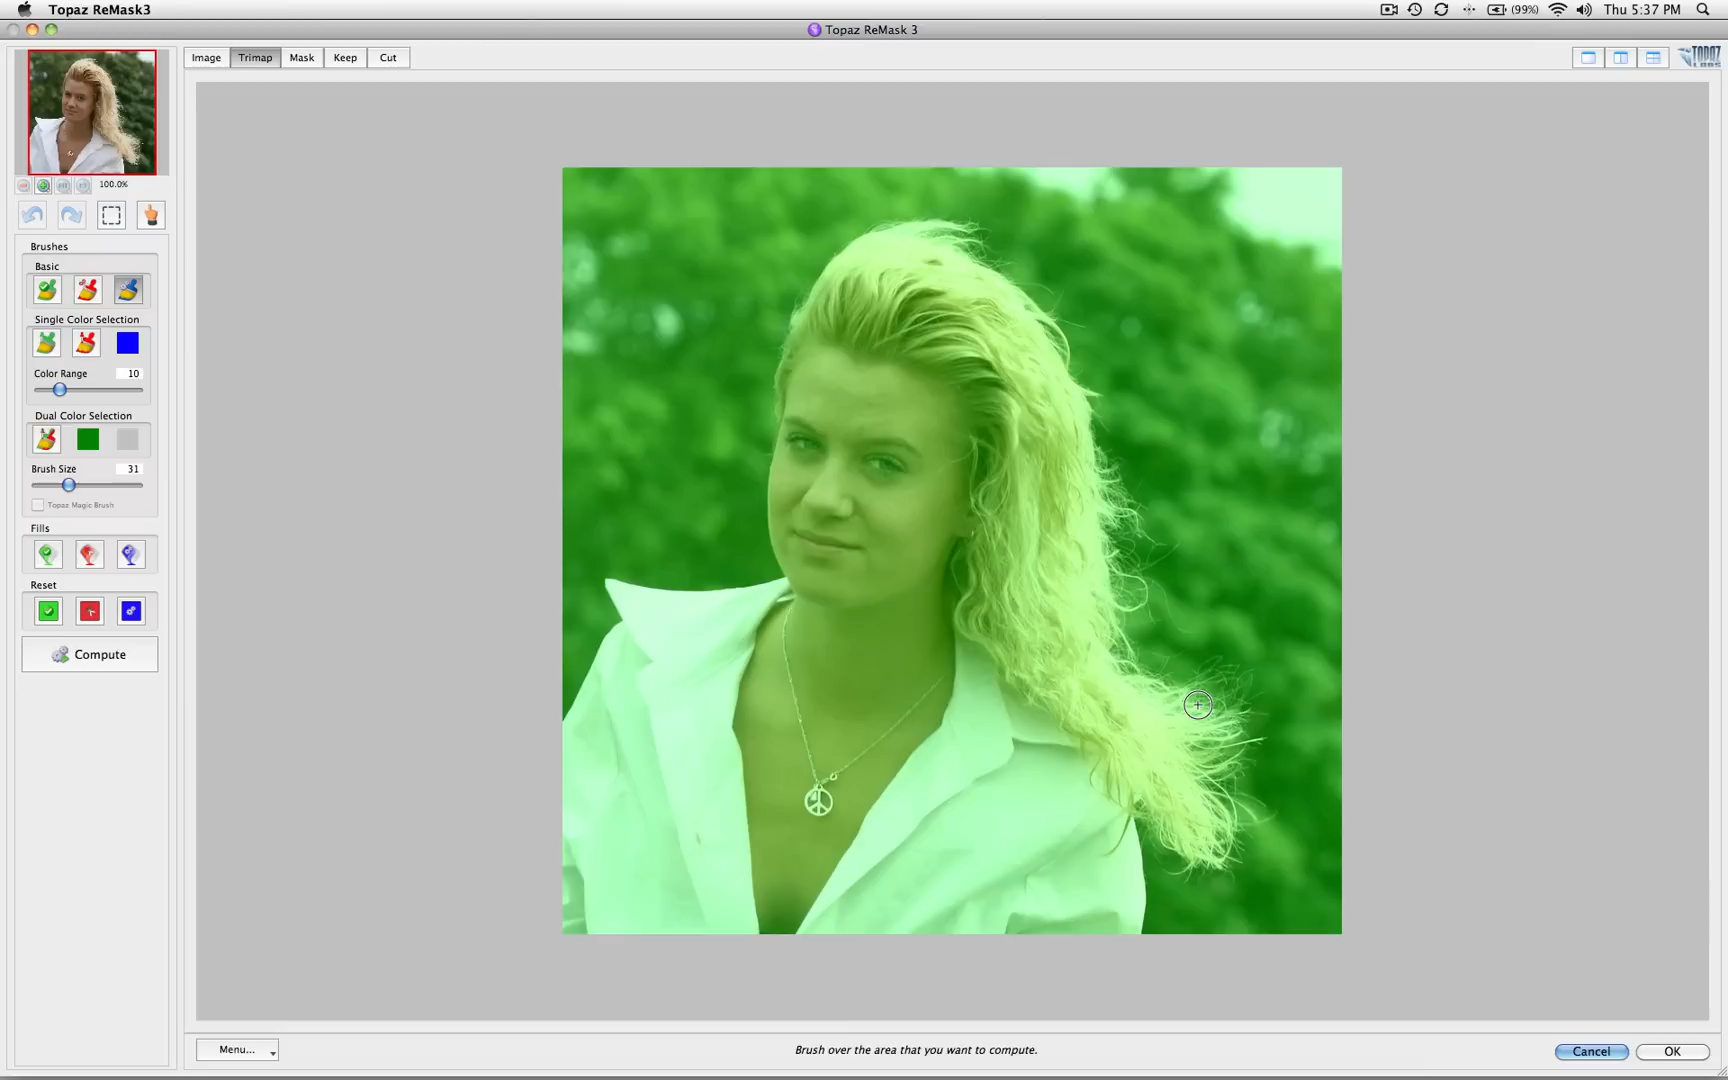 Topaz ReMask3
(99%)
Thu 5:37 PM
Topaz ReMask 3
Image
Trimap
Mask
Keep
Cut
TOPAZ
LABS
100.0%
Brushes
Basic
Single Color Selection
Color Range
10
Dual Color Selection
Brush Size
31
Topaz Magic Brush
Fills
Reset
Compute
Menu...
Brush over the area that you want to compute.
Cancel
OK